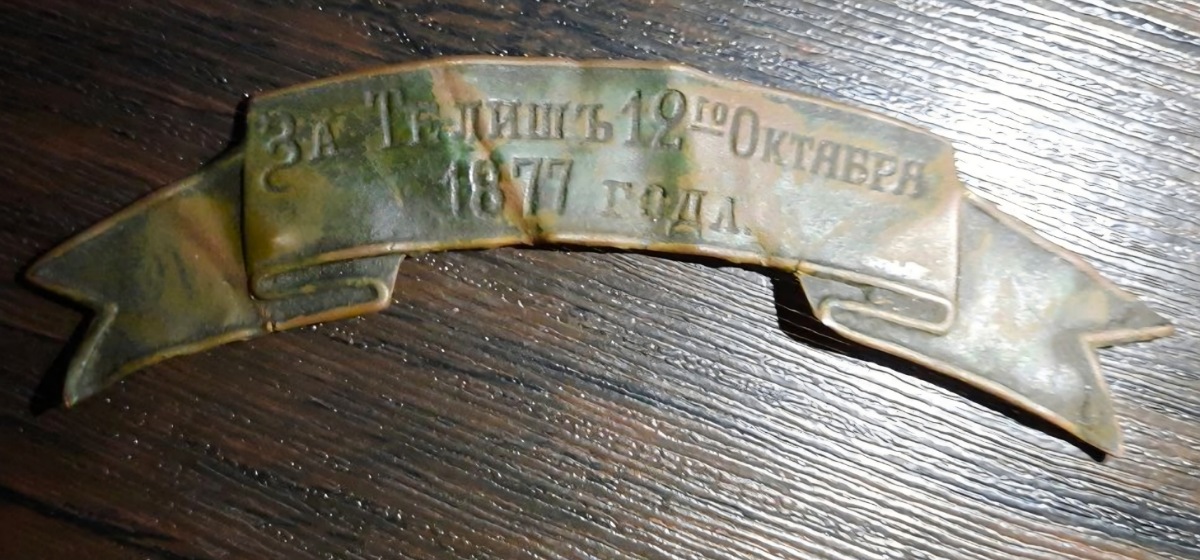 За Телишъ 12го Октября
1877 года.